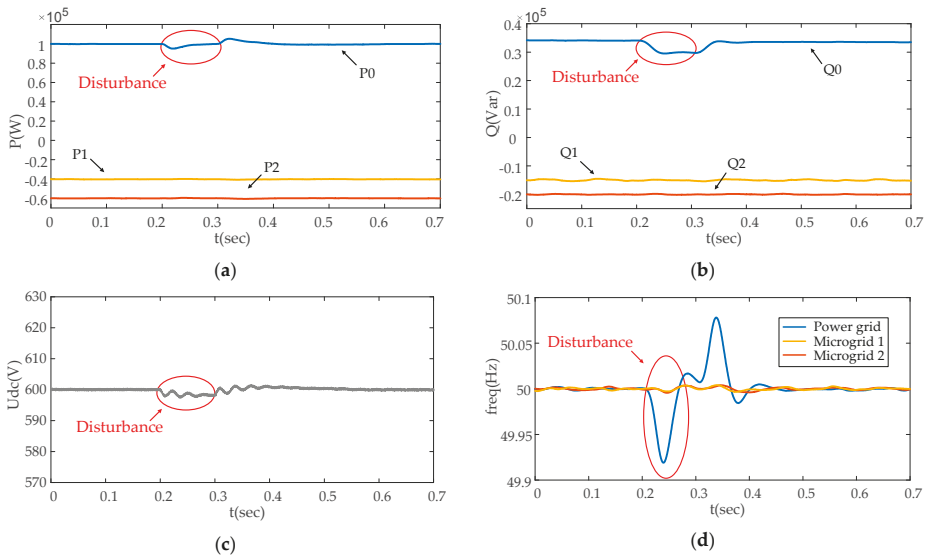 ×10⁵
1
0.8
0.6
0.4
0.2
0
-0.2
-0.4
-0.6
P(W)
Disturbance
P0
P1
P2
0 0.1 0.2 0.3 0.4 0.5 0.6 0.7
t(sec)
(a)
×10⁵
0.4
0.3
0.2
0.1
0
-0.1
-0.2
Q(Var)
Disturbance
Q0
Q1
Q2
0 0.1 0.2 0.3 0.4 0.5 0.6 0.7
t(sec)
(b)
630
620
610
600
590
580
570
Udc(V)
Disturbance
0 0.1 0.2 0.3 0.4 0.5 0.6 0.7
t(sec)
(c)
50.1
50.05
50
49.95
49.9
freq(Hz)
Disturbance
Power grid
Microgrid 1
Microgrid 2
0 0.1 0.2 0.3 0.4 0.5 0.6 0.7
t(sec)
(d)